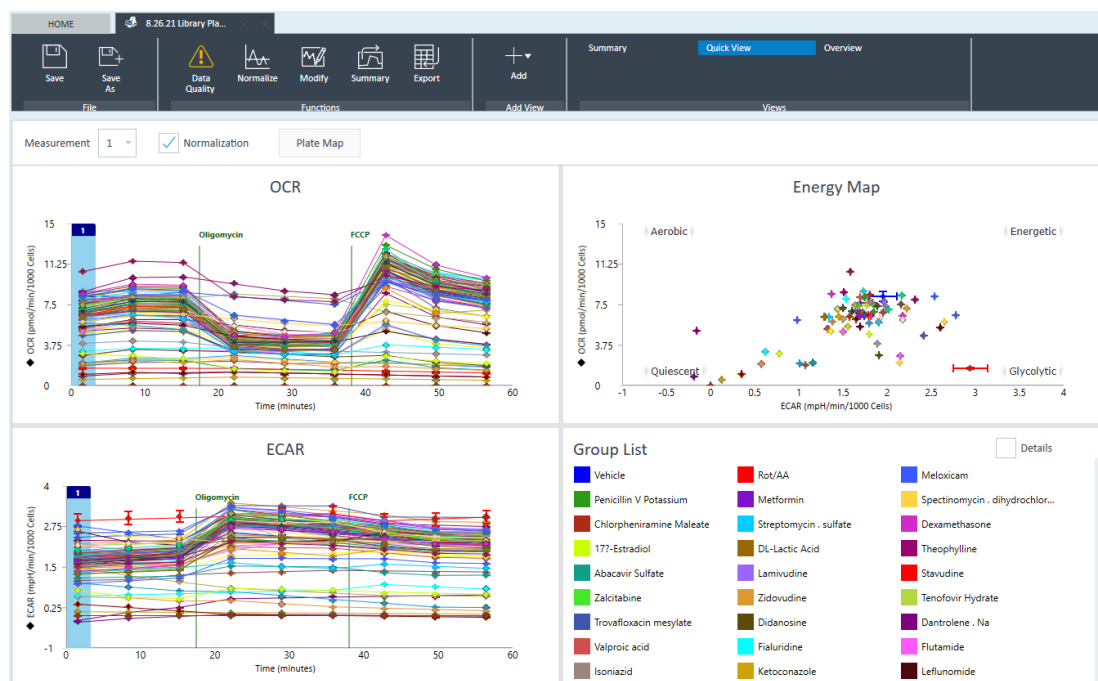 HOME
8.26.21 Library Pla...
Save
Save As
Data Quality
Normalize
Modify
Summary
Export
Add
Summary
Quick View
Overview
File
Functions
Add View
Views
Measurement 1
Normalization
Plate Map
OCR
OCR (pmol/min/1000 Cells)
15
11.25
7.5
3.75
0
1
Oligomycin
FCCP
0 10 20 30 40 50 60
Time (minutes)
Energy Map
OCR (pmol/min/1000 Cells)
15
11.25
7.5
3.75
0
Aerobic
Energetic
Quiescent
Glycolytic
-1 -0.5 0 0.5 1 1.5 2 2.5 3 3.5 4
ECAR (mpH/min/1000 Cells)
ECAR
ECAR (mpH/min/1000 Cells)
4
2.75
1.5
0.25
-1
1
Oligomycin
FCCP
0 10 20 30 40 50 60
Time (minutes)
Group List
Details
Vehicle
Rot/AA
Meloxicam
Penicillin V Potassium
Metformin
Spectinomycin . dihydrochlor...
Chlorpheniramine Maleate
Streptomycin . sulfate
Dexamethasone
17?-Estradiol
DL-Lactic Acid
Theophylline
Abacavir Sulfate
Lamivudine
Stavudine
Zalcitabine
Zidovudine
Tenofovir Hydrate
Trovafloxacin mesylate
Didanosine
Dantrolene . Na
Valproic acid
Fialuridine
Flutamide
Isoniazid
Ketoconazole
Leflunomide